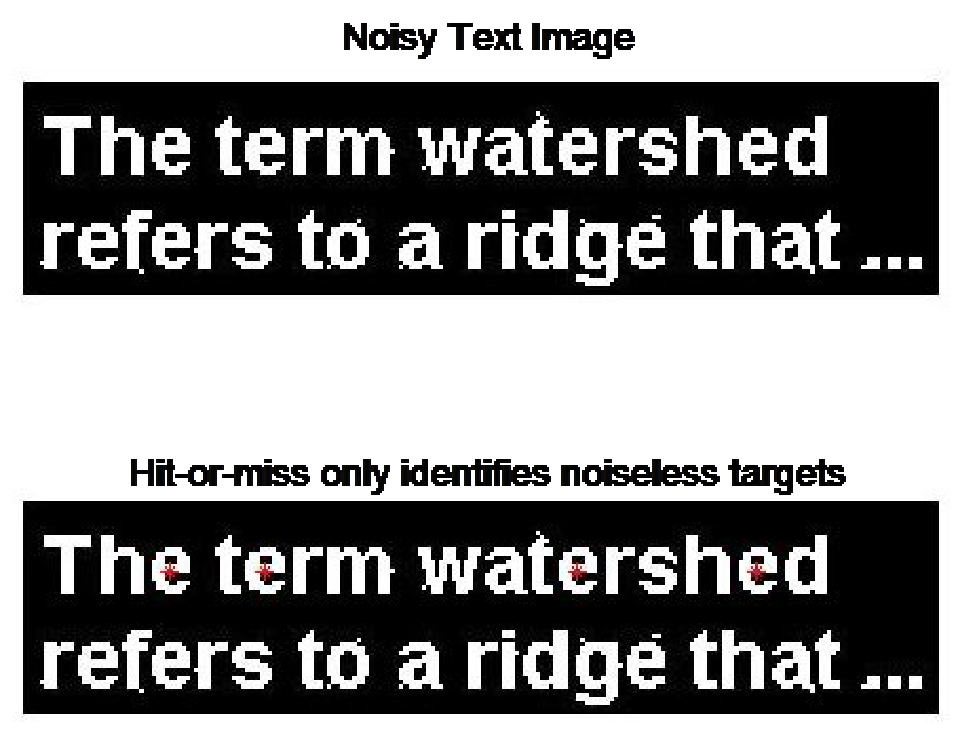 Noisy Text Image
The term watershed
refers to a ridge that ...
Hit-or-miss only identifies noiseless targets
The term watershed
refers to a ridge that ...